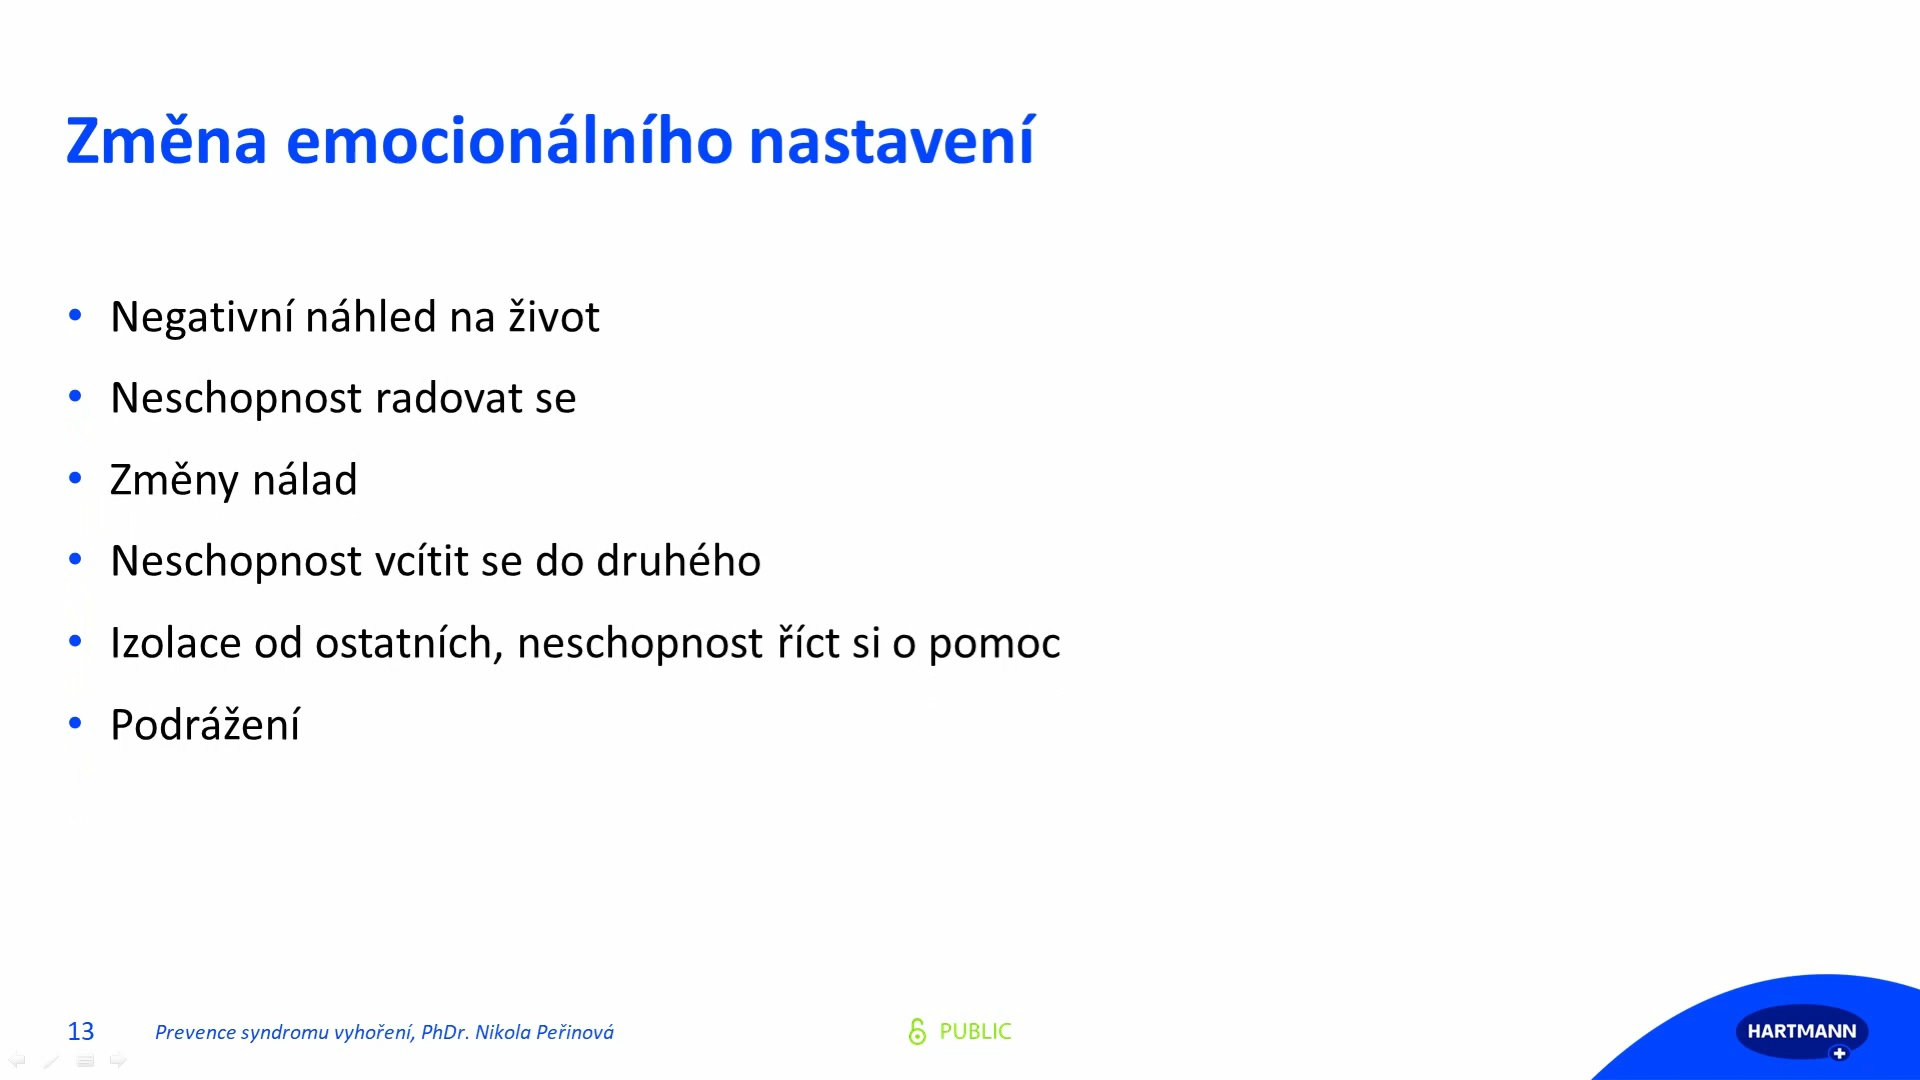 Změna emocionálního nastavení
• Negativní náhled na život
• Neschopnost radovat se
• Změny nálad
• Neschopnost vcítit se do druhého
• Izolace od ostatních, neschopnost říct si o pomoc
• Podrážení
13 Prevence syndromu vyhoření, PhDr. Nikola Peřinová PUBLIC HARTMANN